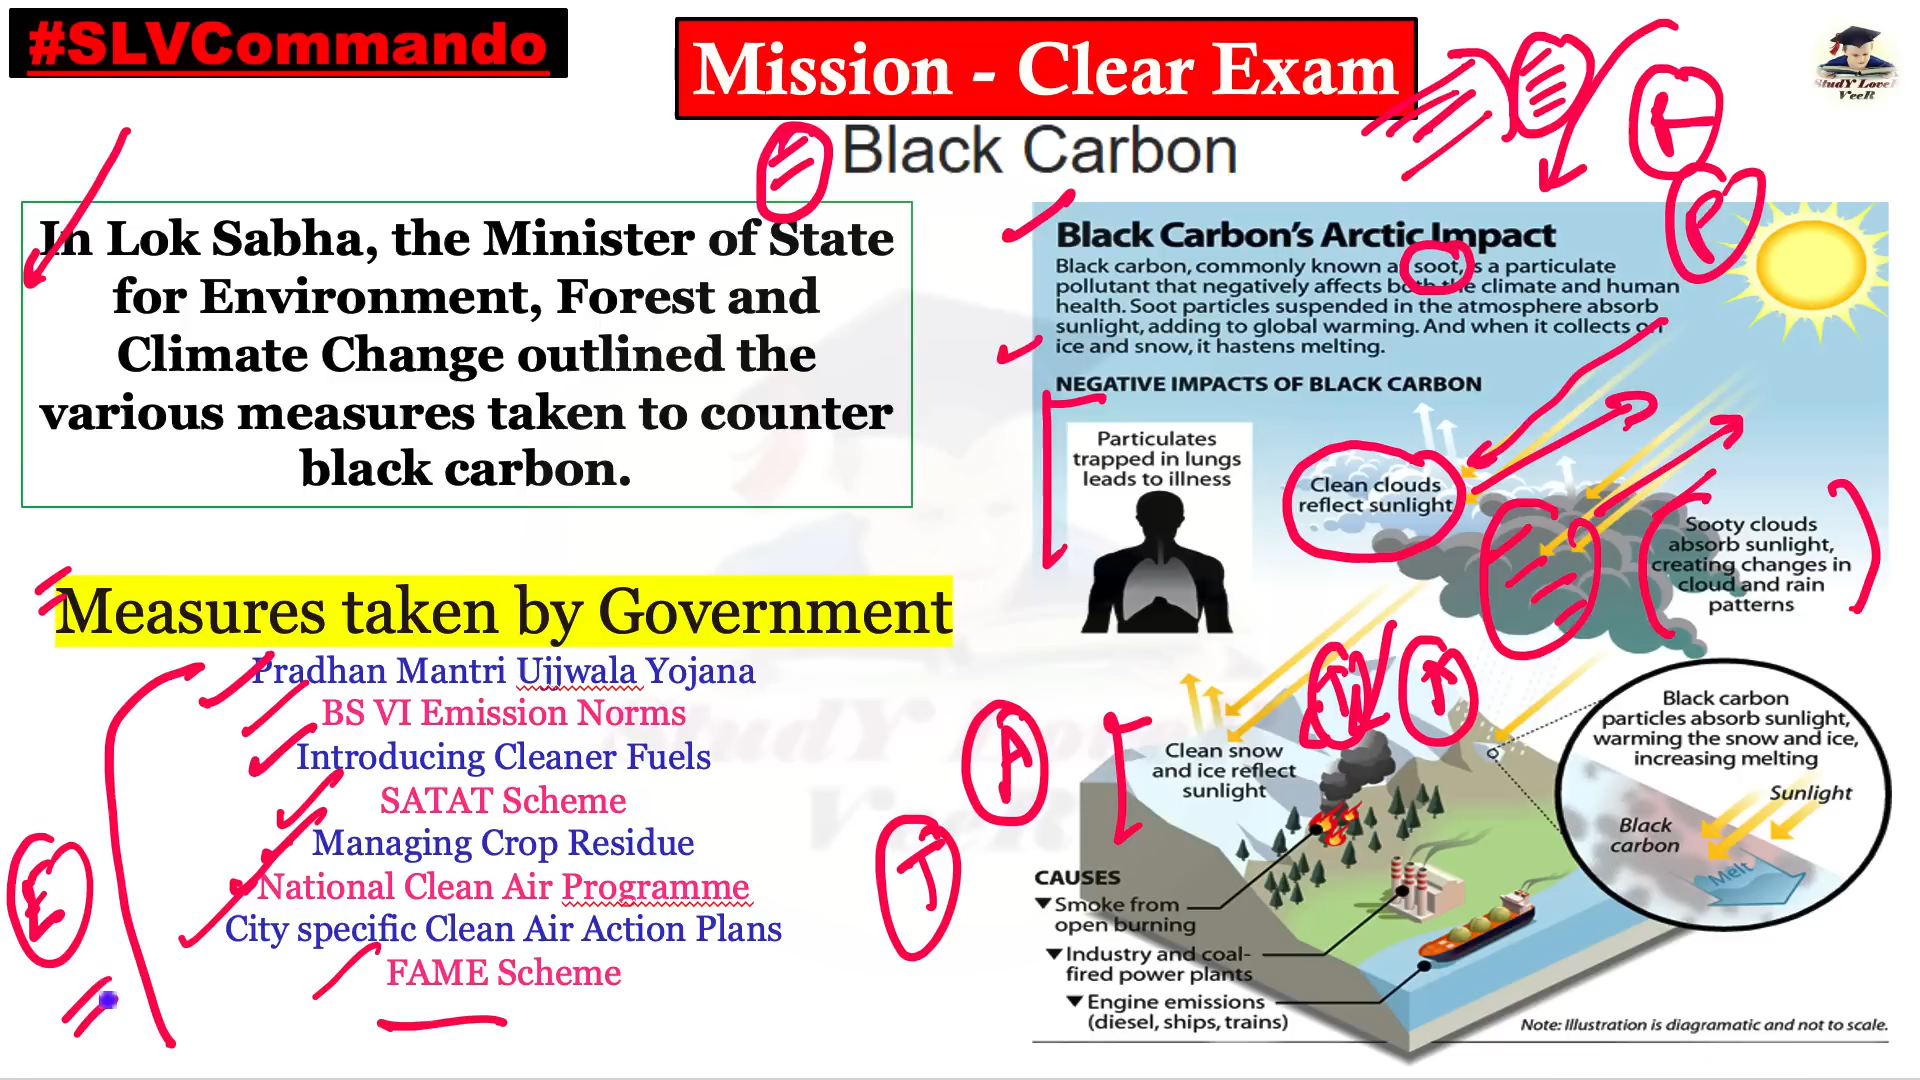 #SLVCommando
Mission - Clear Exam
StudY LoveR
VeeR
Black Carbon
In Lok Sabha, the Minister of State
for Environment, Forest and
Climate Change outlined the
various measures taken to counter
black carbon.
Measures taken by Government
Pradhan Mantri Ujjwala Yojana
BS VI Emission Norms
Introducing Cleaner Fuels
SATAT Scheme
Managing Crop Residue
National Clean Air Programme
City specific Clean Air Action Plans
FAME Scheme
E
Black Carbon's Arctic Impact
Black carbon, commonly known as soot, is a particulate
pollutant that negatively affects both the climate and human
health. Soot particles suspended in the atmosphere absorb
sunlight, adding to global warming. And when it collects on
ice and snow, it hastens melting.
NEGATIVE IMPACTS OF BLACK CARBON
Particulates
trapped in lungs
leads to illness
Clean clouds
reflect sunlight
Sooty clouds
absorb sunlight,
creating changes in
cloud and rain
patterns
P
A
T
Clean snow
and ice reflect
sunlight
Black carbon
particles absorb sunlight,
warming the snow and ice,
increasing melting
Sunlight
Black
carbon
Melt
CAUSES
Smoke from
open burning
Industry and coal-
fired power plants
Engine emissions
(diesel, ships, trains)
Note: Illustration is diagramatic and not to scale.
StudY LoveR
VeeR